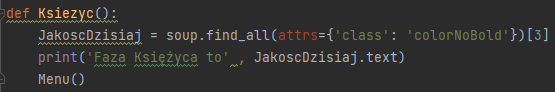 def Ksiezyc():
JakoscDzisiaj = soup.find_all(attrs={'class': 'colorNoBold'})[3]
print('Faza Księżyca to' , JakoscDzisiaj.text)
Menu()